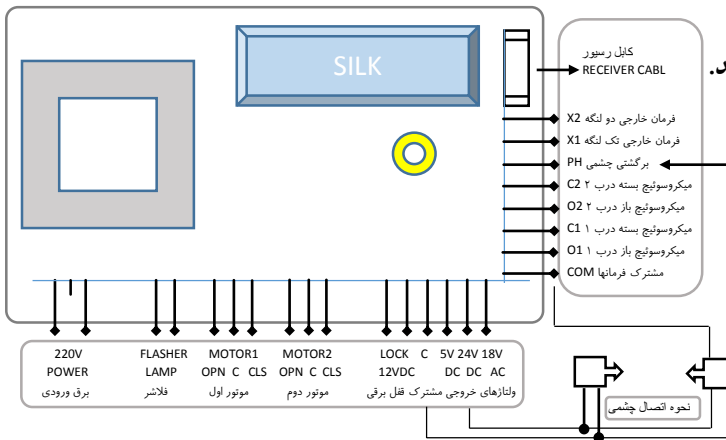 SILK
کابل رسیور
RECEIVER CABL
د.
فرمان خارجی دو لنگه X2
فرمان خارجی تک لنگه X1
برگشتی چشمی PH
میکروسوئیچ بسته درب ۲ C2
میکروسوئیچ باز درب ۲ O2
میکروسوئیچ بسته درب ۱ C1
میکروسوئیچ باز درب ۱ O1
مشترک فرمانها COM
220V FLASHER MOTOR1 MOTOR2 LOCK C 5V 24V 18V
POWER LAMP OPN C CLS OPN C CLS 12VDC DC DC AC
برق ورودی فلاشر موتور اول موتور دوم ولتاژهای خروجی مشترک قفل برقی
نحوه اتصال چشمی